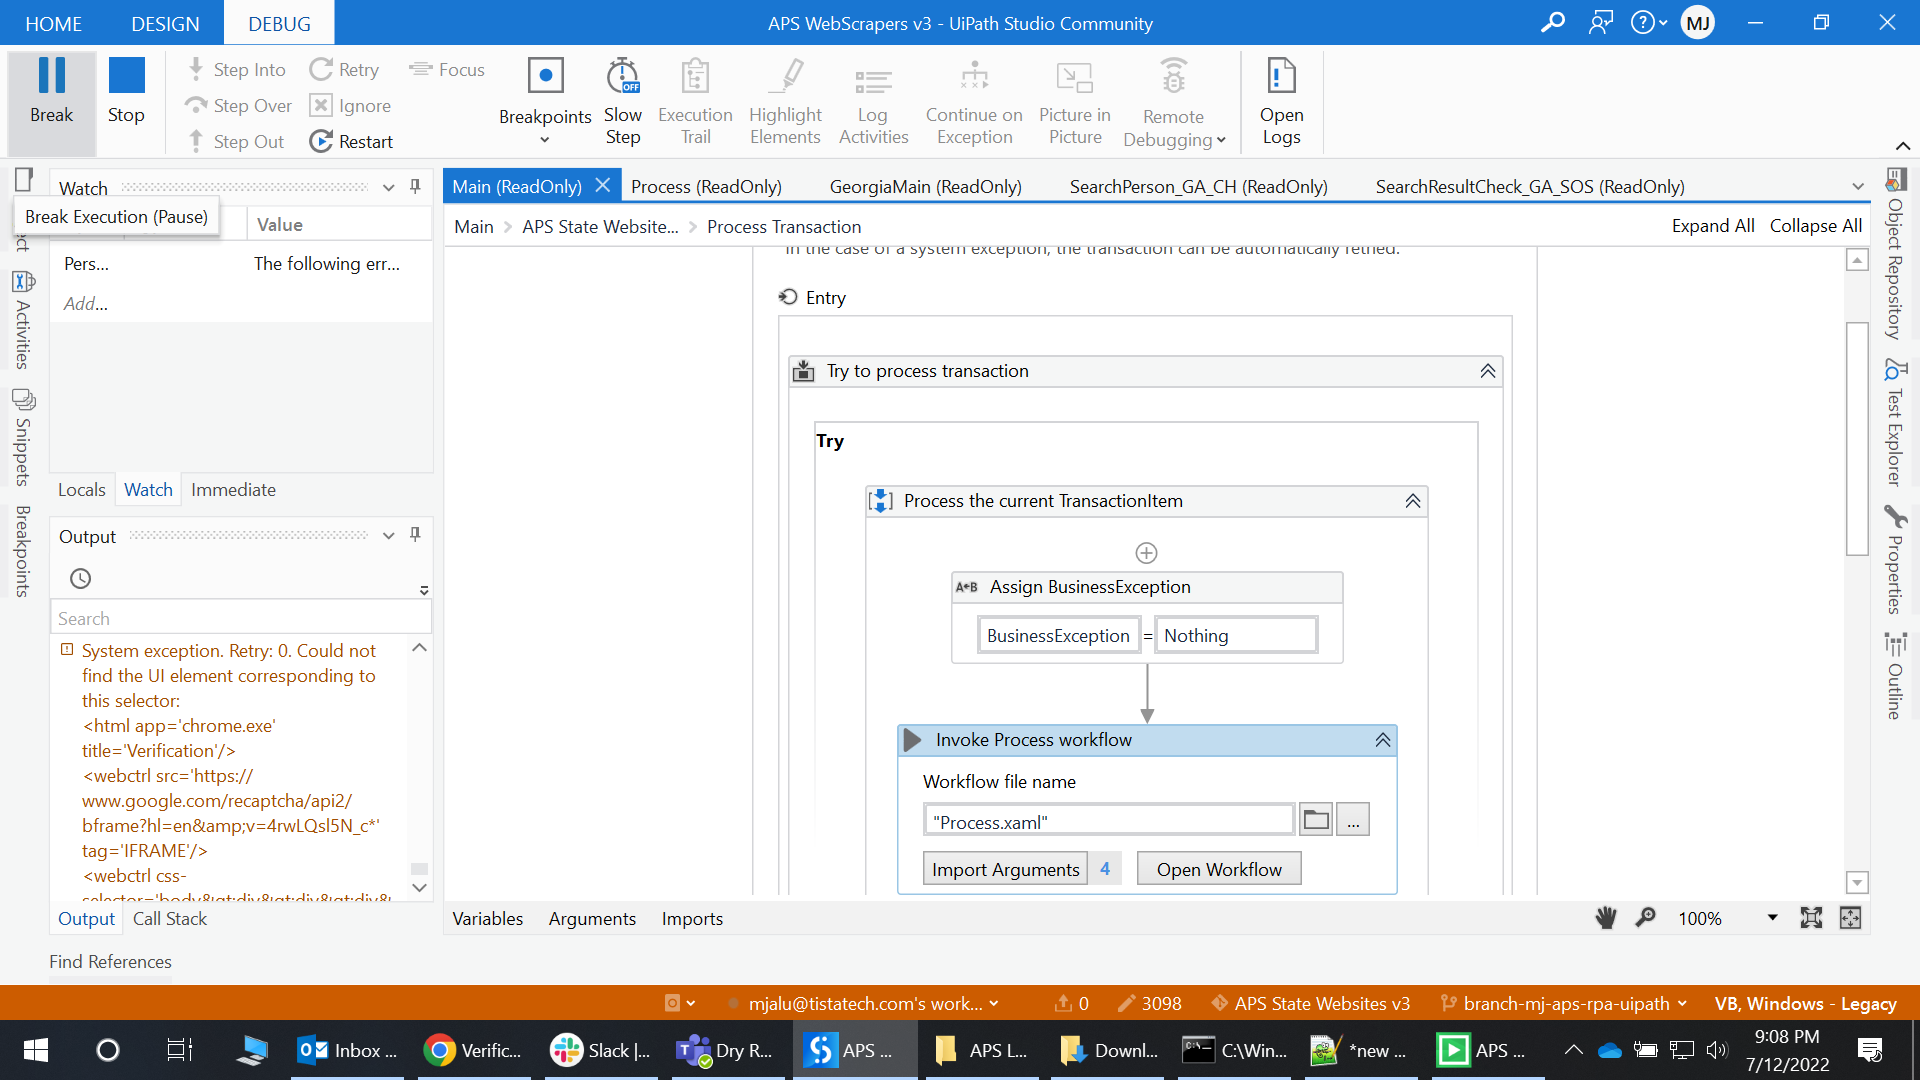 HOME DESIGN DEBUG APS WebScrapers v3 - UiPath Studio Community MJ
Break Stop Step Into Step Over Step Out Retry Ignore Restart Focus
Breakpoints Slow Step Execution Trail Highlight Elements Log Activities Continue on Exception Picture in Picture Remote Debugging Open Logs
OFF
Watch
Break Execution (Pause)
Value
Pers... The following err...
Add...
Locals Watch Immediate
Output
Search
System exception. Retry: 0. Could not
find the UI element corresponding to
this selector:
<html app='chrome.exe'
title='Verification'/>
<webctrl src='https://
www.google.com/recaptcha/api2/
bframe?hl=en&amp;v=4rwLQsl5N_c*'
tag='IFRAME'/>
<webctrl css-
selector='body&gt;div&gt;div&gt;div&
Output Call Stack
Find References
Activities
Snippets
Breakpoints
Main (ReadOnly) Process (ReadOnly) GeorgiaMain (ReadOnly) SearchPerson_GA_CH (ReadOnly) SearchResultCheck_GA_SOS (ReadOnly)
Main > APS State Website... > Process Transaction Expand All Collapse All
In the case of a system exception, the transaction can be automatically retried.
Entry
Try to process transaction
Try
Process the current TransactionItem
A←B Assign BusinessException
BusinessException = Nothing
Invoke Process workflow
Workflow file name
"Process.xaml" ...
Import Arguments 4 Open Workflow
Variables Arguments Imports 100%
Object Repository
Test Explorer
Properties
Outline
mjalu@tistatech.com's work... 0 3098 APS State Websites v3 branch-mj-aps-rpa-uipath VB, Windows - Legacy
Inbox ... Verific... Slack |... Dry R... APS ... APS L... Downl... C:\Win... *new ... APS ...
9:08 PM
7/12/2022